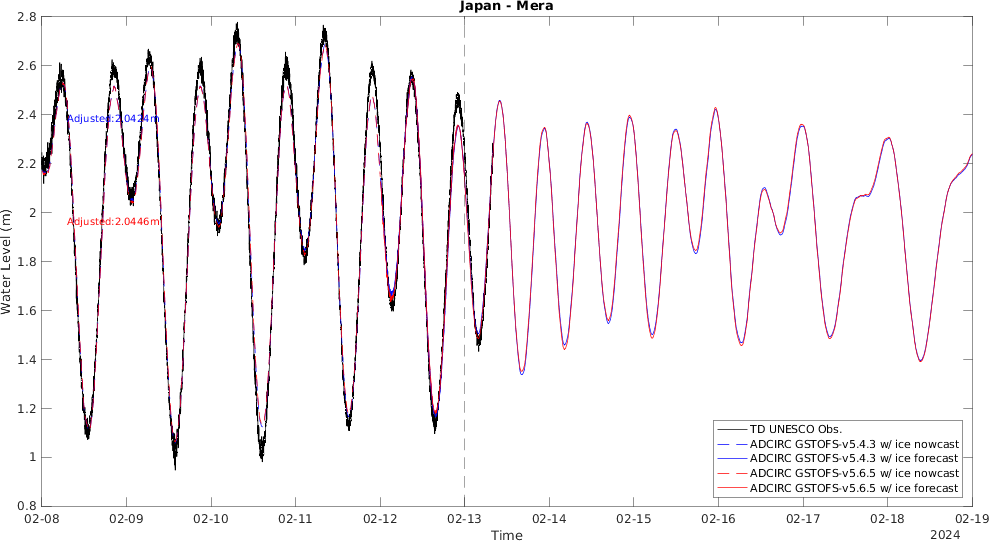 Japan - Mera
2.8
2.6
2.4
2.2
2
1.8
1.6
1.4
1.2
1
0.8
Water Level (m)
Adjusted:2.0424m
Adjusted:2.0446m
TD UNESCO Obs.
ADCIRC GSTOFS-v5.4.3 w/ ice nowcast
ADCIRC GSTOFS-v5.4.3 w/ ice forecast
ADCIRC GSTOFS-v5.6.5 w/ ice nowcast
ADCIRC GSTOFS-v5.6.5 w/ ice forecast
02-08 02-09 02-10 02-11 02-12 02-13 02-14 02-15 02-16 02-17 02-18 02-19
Time
2024